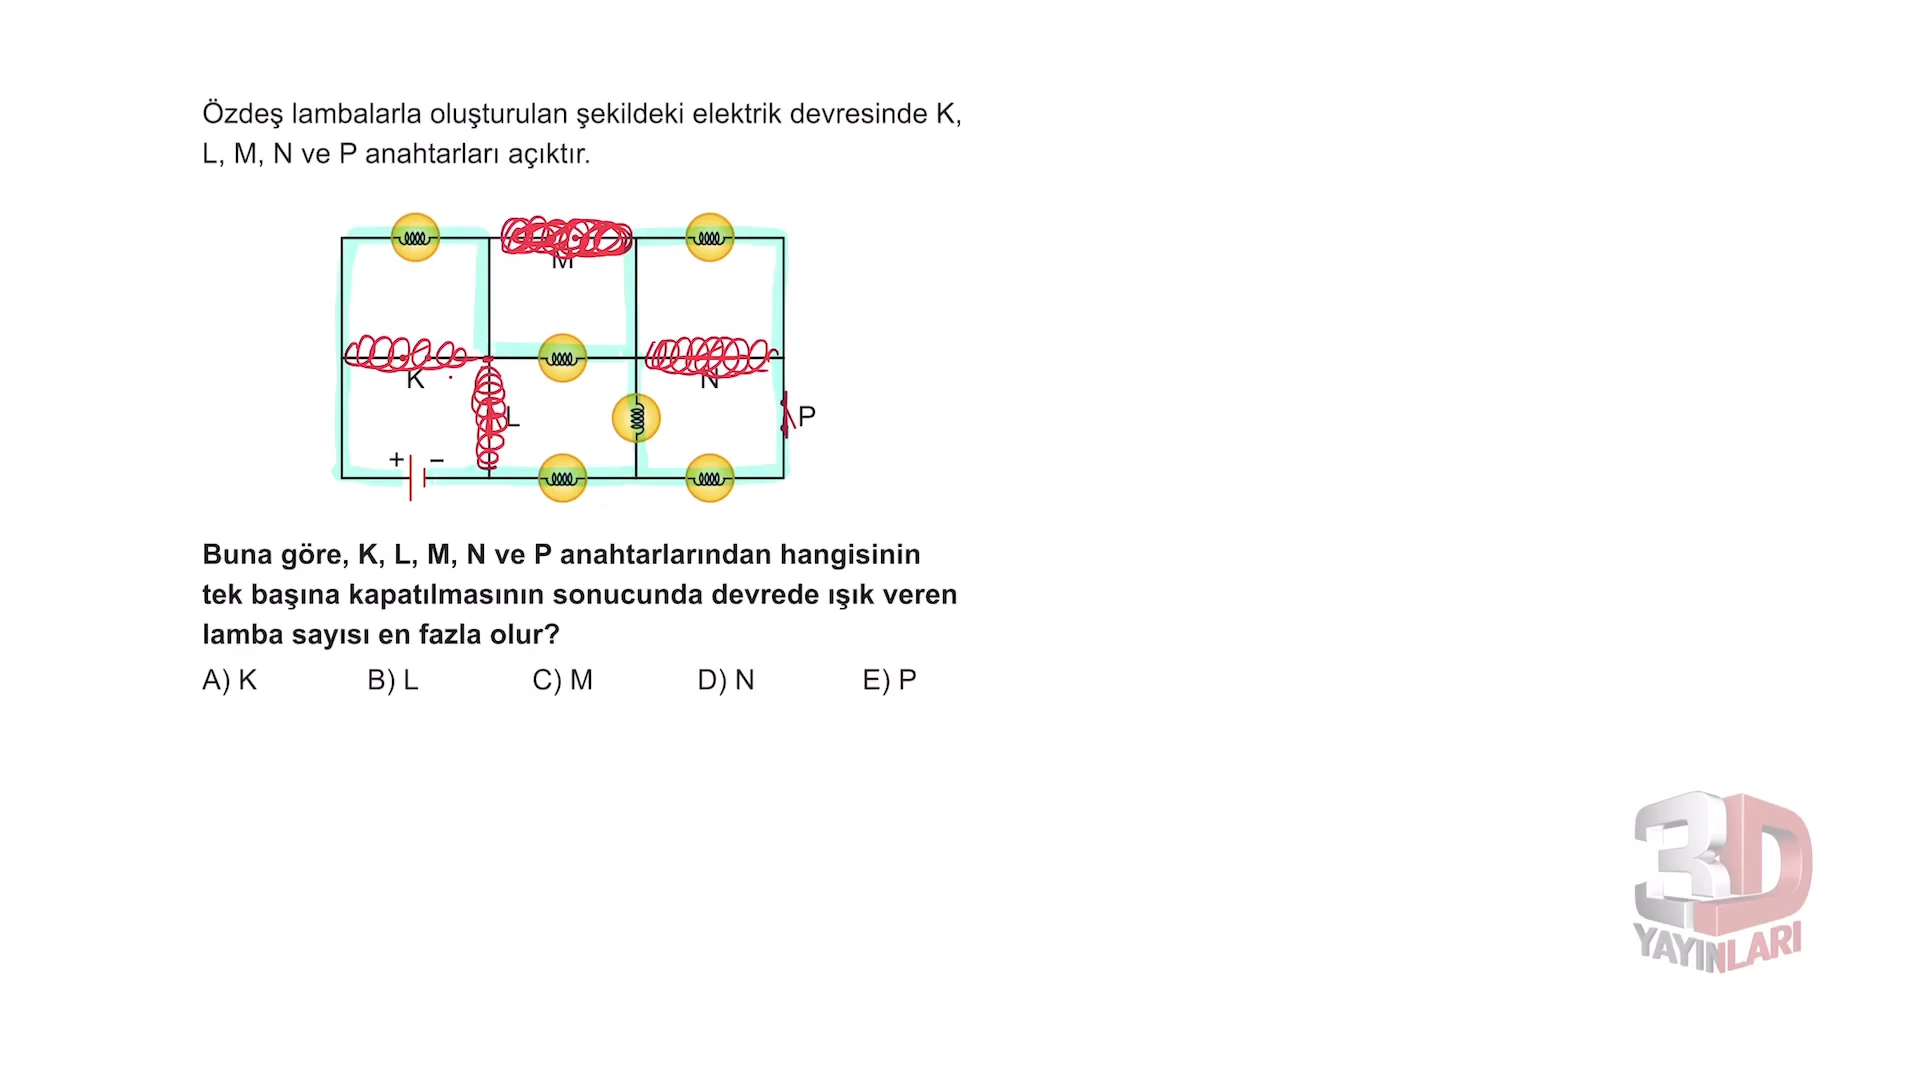 Özdeş lambalarla oluşturulan şekildeki elektrik devresinde K,
L, M, N ve P anahtarları açıktır.
M
K
N
L
P
+ −
Buna göre, K, L, M, N ve P anahtarlarından hangisinin
tek başına kapatılmasının sonucunda devrede ışık veren
lamba sayısı en fazla olur?
A) K B) L C) M D) N E) P
3D
YAYINLARI